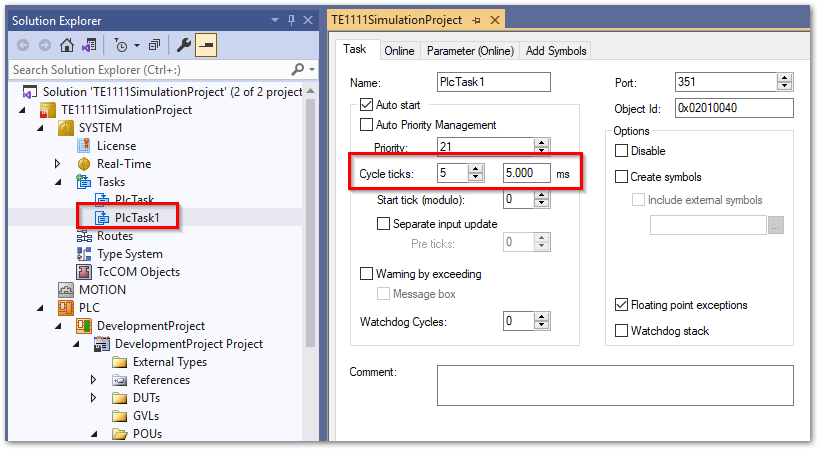 Solution Explorer
Search Solution Explorer (Ctrl+;)
Solution 'TE1111SimulationProject' (2 of 2 project
TE1111SimulationProject
SYSTEM
License
Real-Time
Tasks
PlcTask
PlcTask1
Routes
Type System
TcCOM Objects
MOTION
PLC
DevelopmentProject
DevelopmentProject Project
External Types
References
DUTs
GVLs
POUs
TE1111SimulationProject
Task Online Parameter (Online) Add Symbols
Name: PlcTask1
Auto start
Auto Priority Management
Priority: 21
Cycle ticks: 5 5.000 ms
Start tick (modulo): 0
Separate input update
Pre ticks: 0
Warning by exceeding
Message box
Watchdog Cycles: 0
Port: 351
Object Id: 0x02010040
Options
Disable
Create symbols
Include external symbols
...
Floating point exceptions
Watchdog stack
Comment: